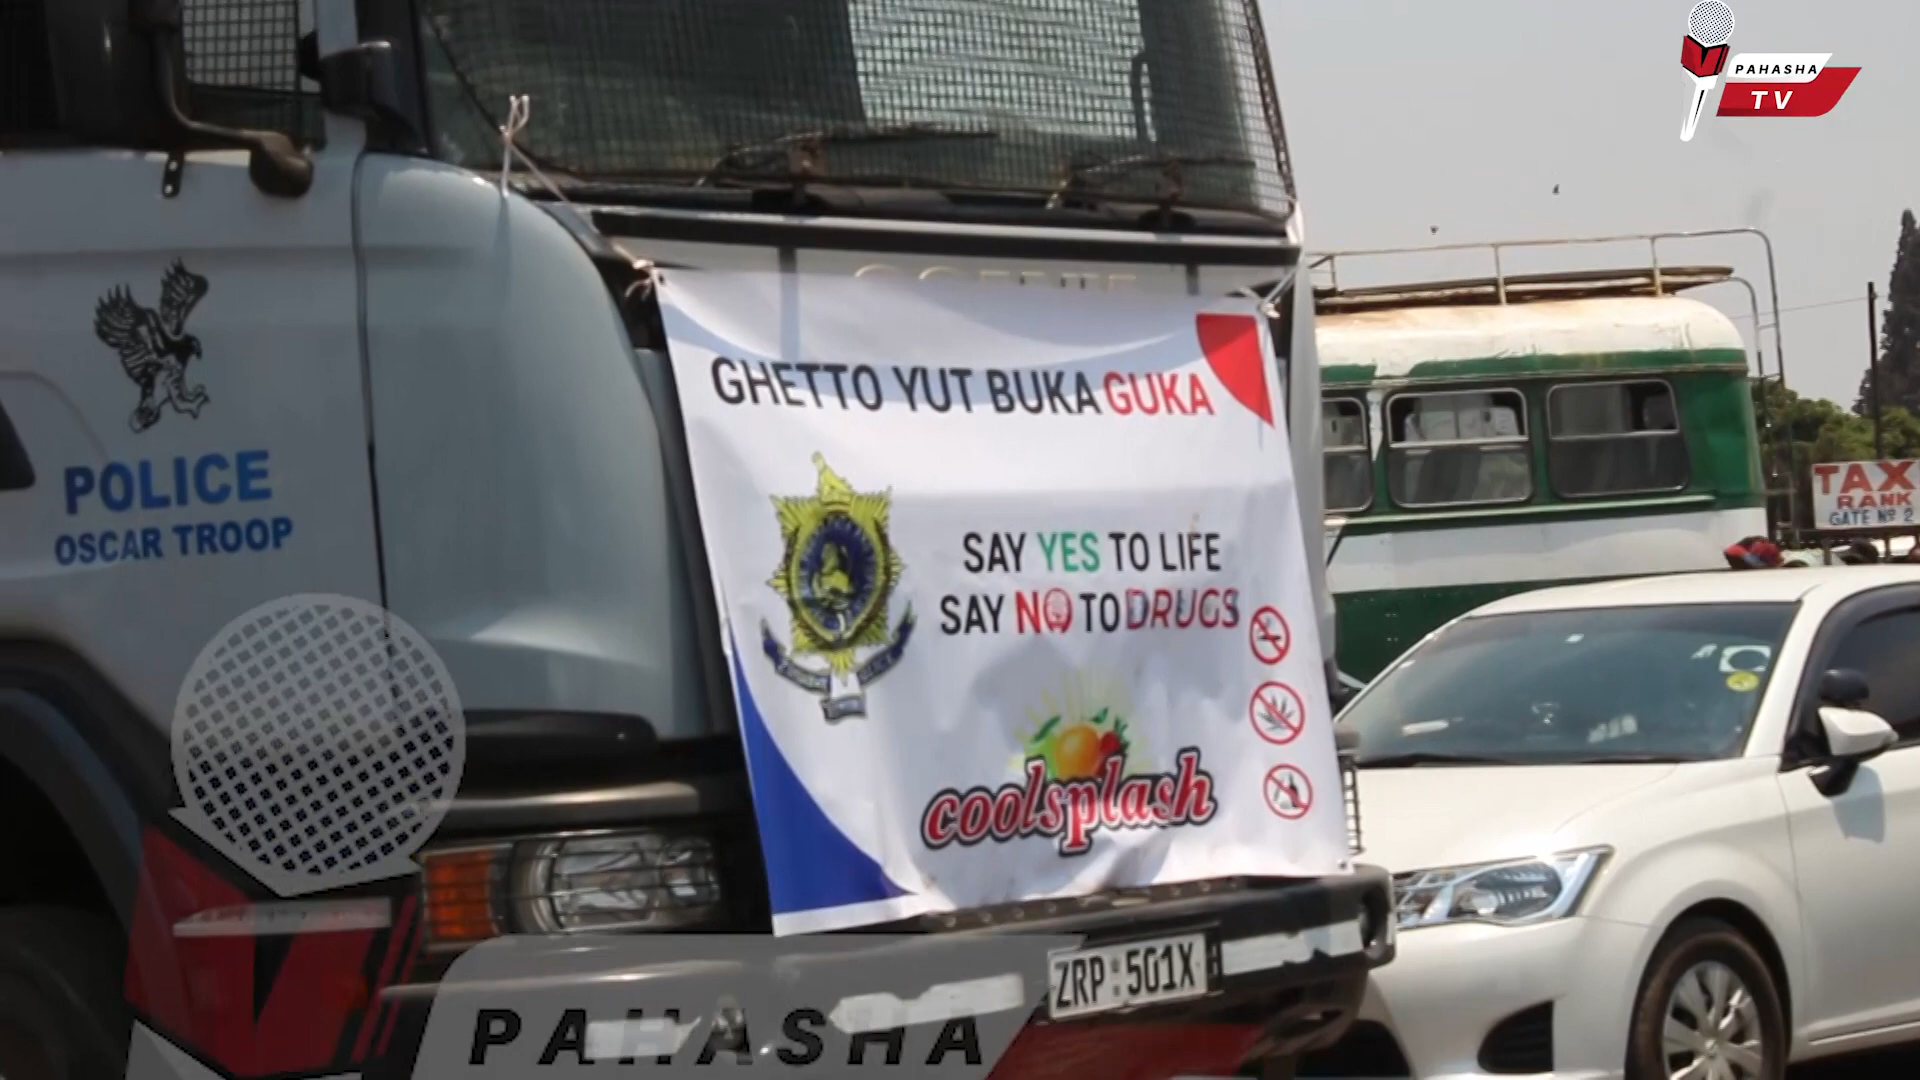 PAHASHA
TV
POLICE
OSCAR TROOP
GHETTO YUT BUKA GUKA
SAY YES TO LIFE
SAY NO TO DRUGS
coolsplash
ZRP 501X
TAX
RANK
GATE Nº 2
PAHASHA